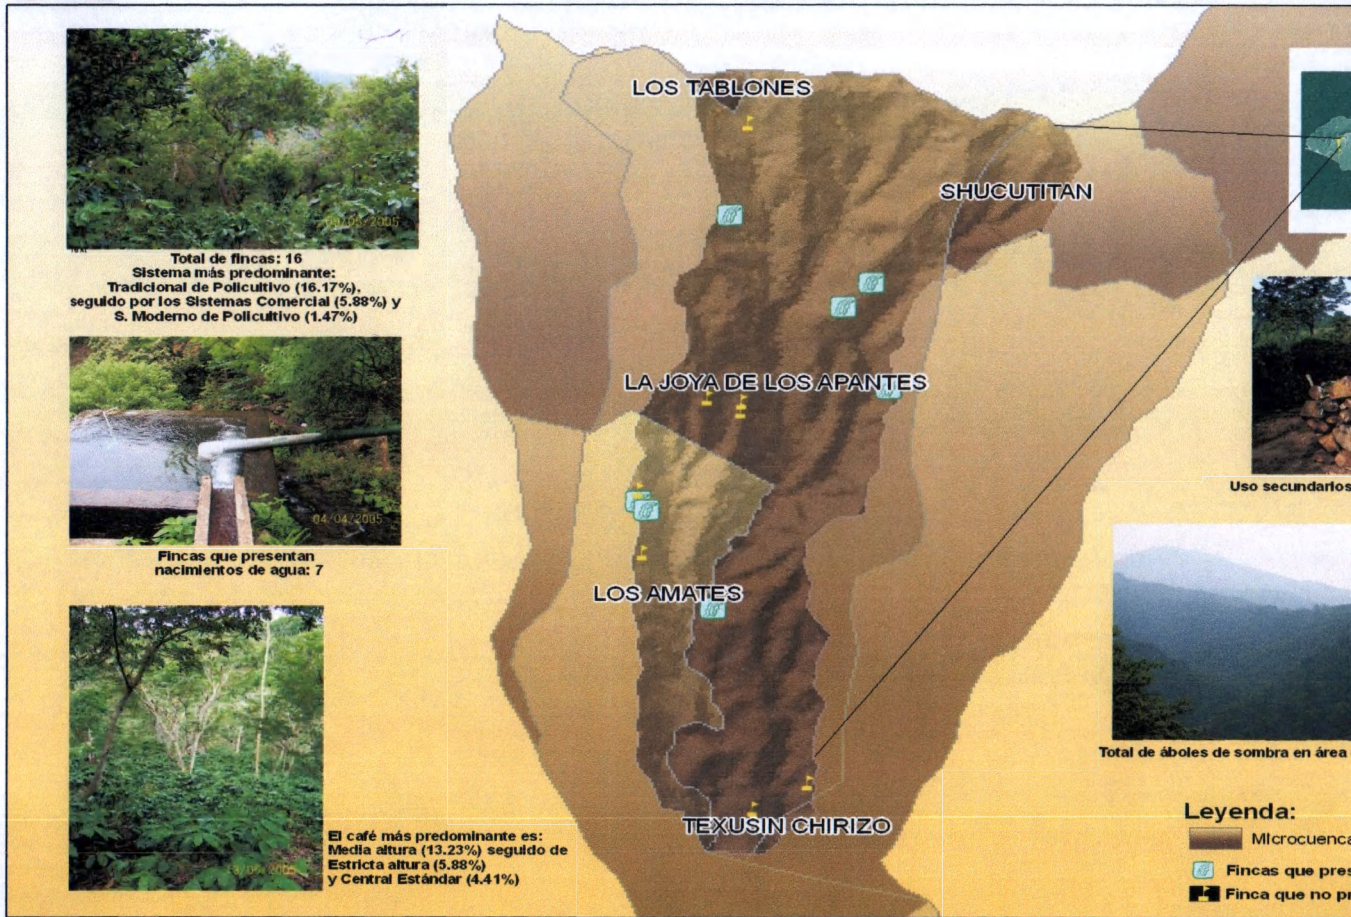 LOS TABLONES
SHUCUTITAN
09/05/2005
Total de fincas: 16
Sistema más predominante:
Tradicional de Policultivo (16.17%).
seguido por los Sistemas Comercial (5.88%) y
S. Moderno de Policultivo (1.47%)
LA JOYA DE LOS APANTES
Uso secundarios
04/04/2005
Fincas que presentan
nacimientos de agua: 7
LOS AMATES
Total de áboles de sombra en área
El café más predominante es:
Media altura (13.23%) seguido de
Estricta altura (5.88%)
y Central Estándar (4.41%)
TEXUSIN CHIRIZO
Leyenda:
Microcuenca
Fincas que pres
Finca que no pr